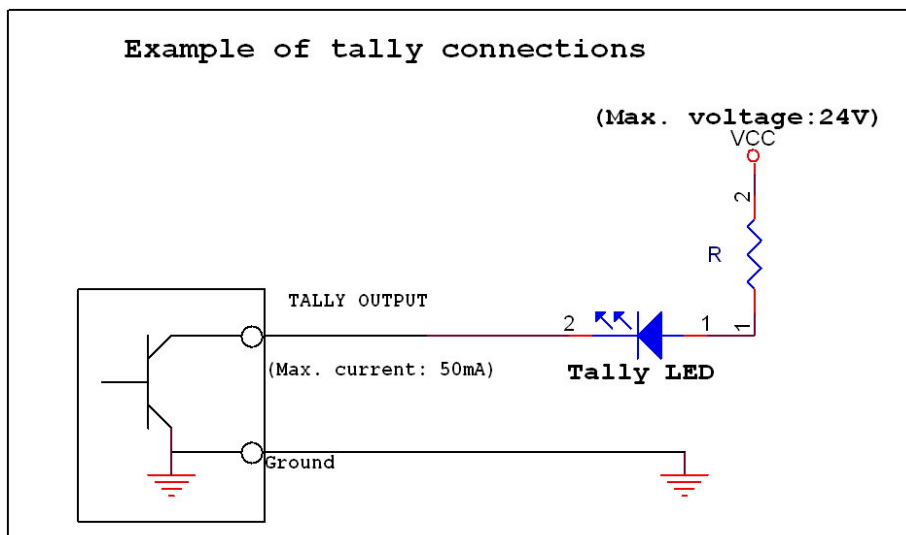 Example of tally connections
(Max. voltage:24V)
VCC
2
R
1
TALLY OUTPUT
2
1
(Max. current: 50mA)
Tally LED
Ground